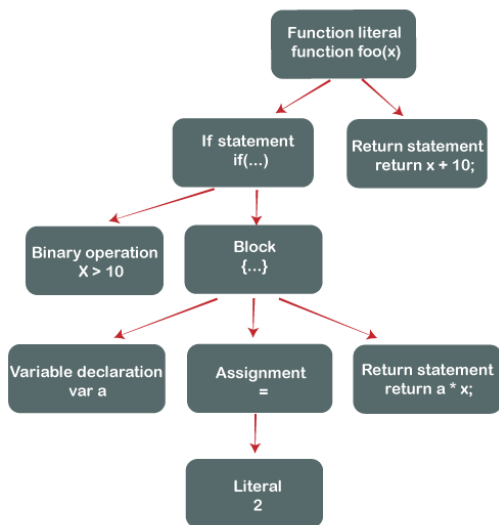 Function literal
function foo(x)
If statement
if(...)
Return statement
return x + 10;
Binary operation
X > 10
Block
{...}
Variable declaration
var a
Assignment
=
Return statement
return a * x;
Literal
2